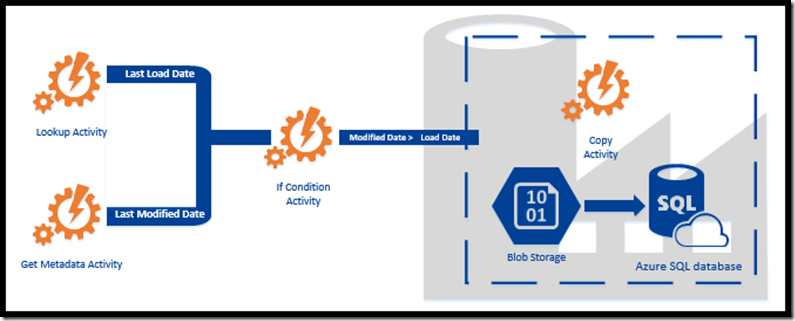 Last Load Date
Lookup Activity
Last Modified Date
Get Metadata Activity
If Condition
Activity
Modified Date > Load Date
Copy
Activity
10
01
Blob Storage
SQL
Azure SQL database